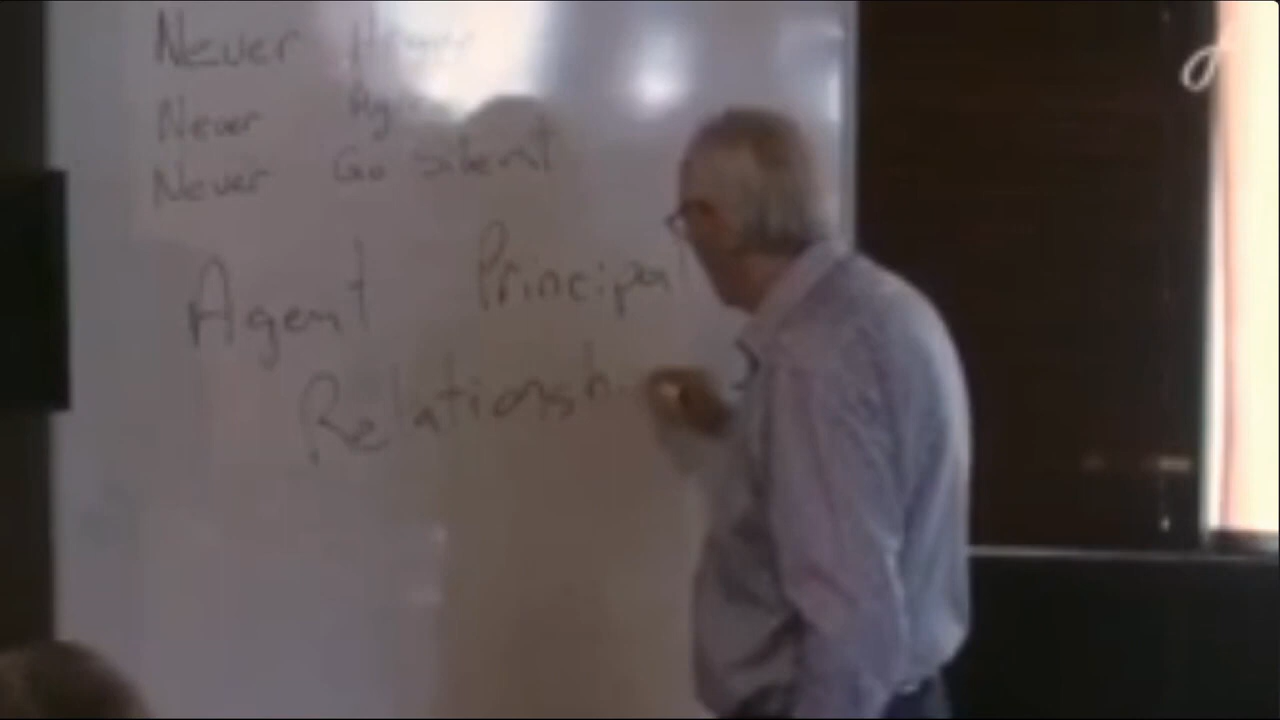 Never
Never
Never Go silent
Agent Principal
Relationsh